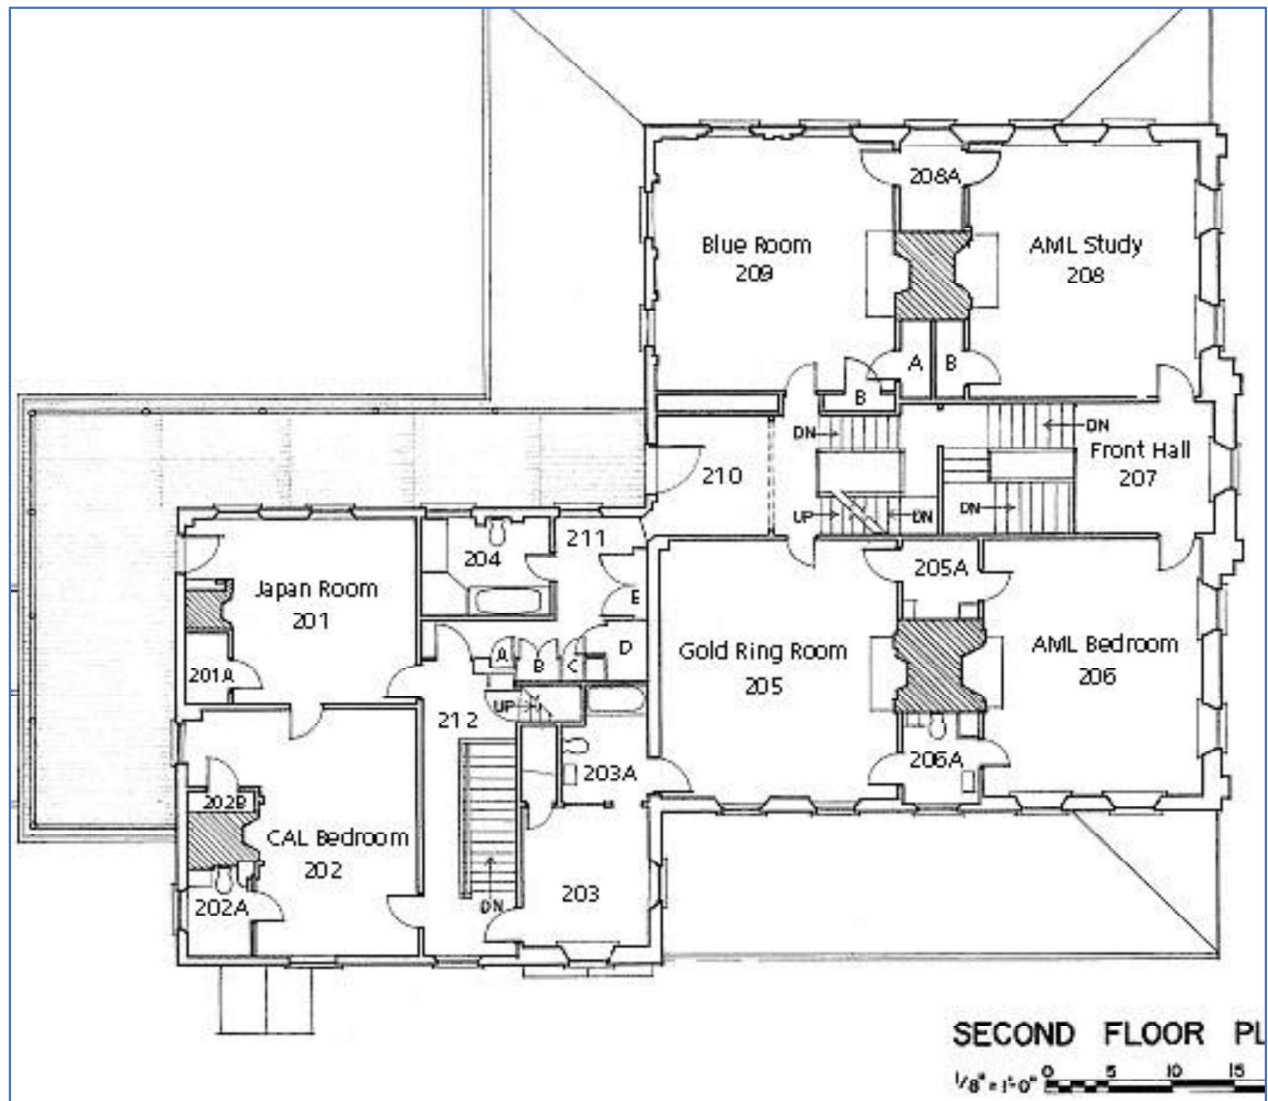 208A
Blue Room
209
AML Study
208
A
B
B
DN
DN
Front Hall
207
210
UP
DN
DN
211
204
205A
Japan Room
201
E
D
A
B
C
Gold Ring Room
205
AML Bedroom
206
201A
UP
212
203A
206A
202B
CAL Bedroom
202
203
202A
DN
SECOND FLOOR PL
1/8" = 1'-0" 0 5 10 15